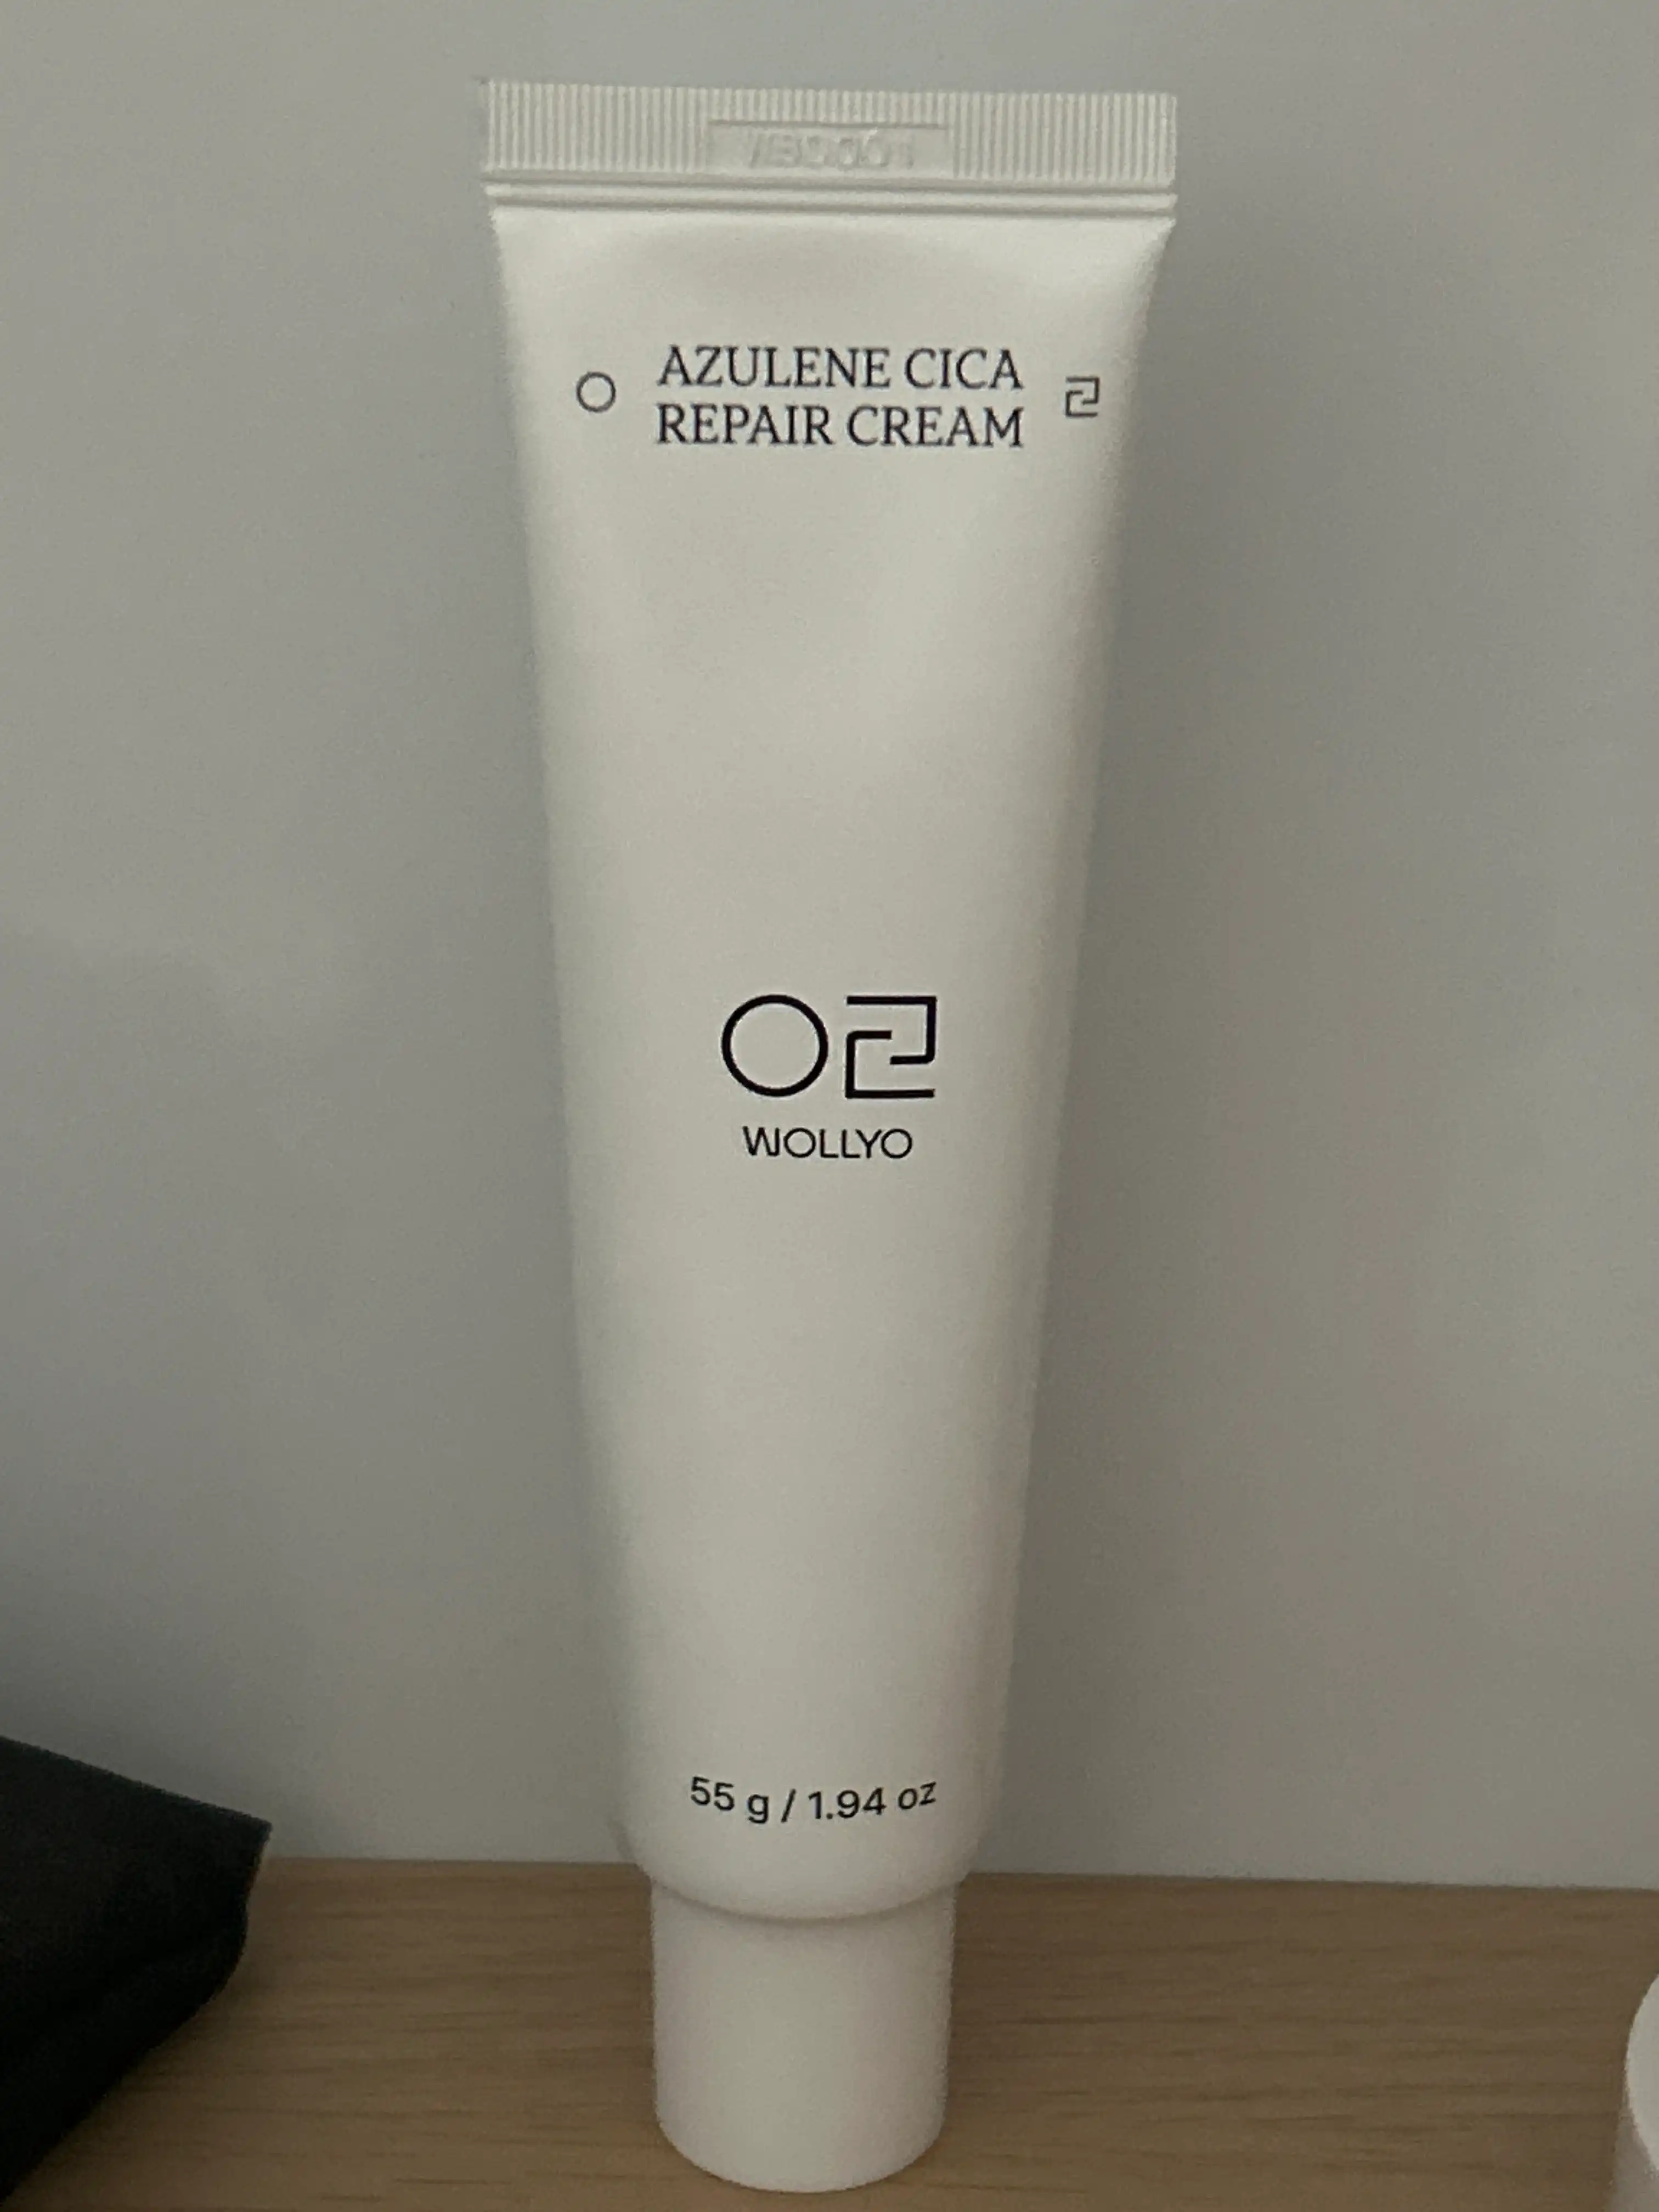 AZULENE CICA
REPAIR CREAM
WOLLYO
55 g / 1.94 oz